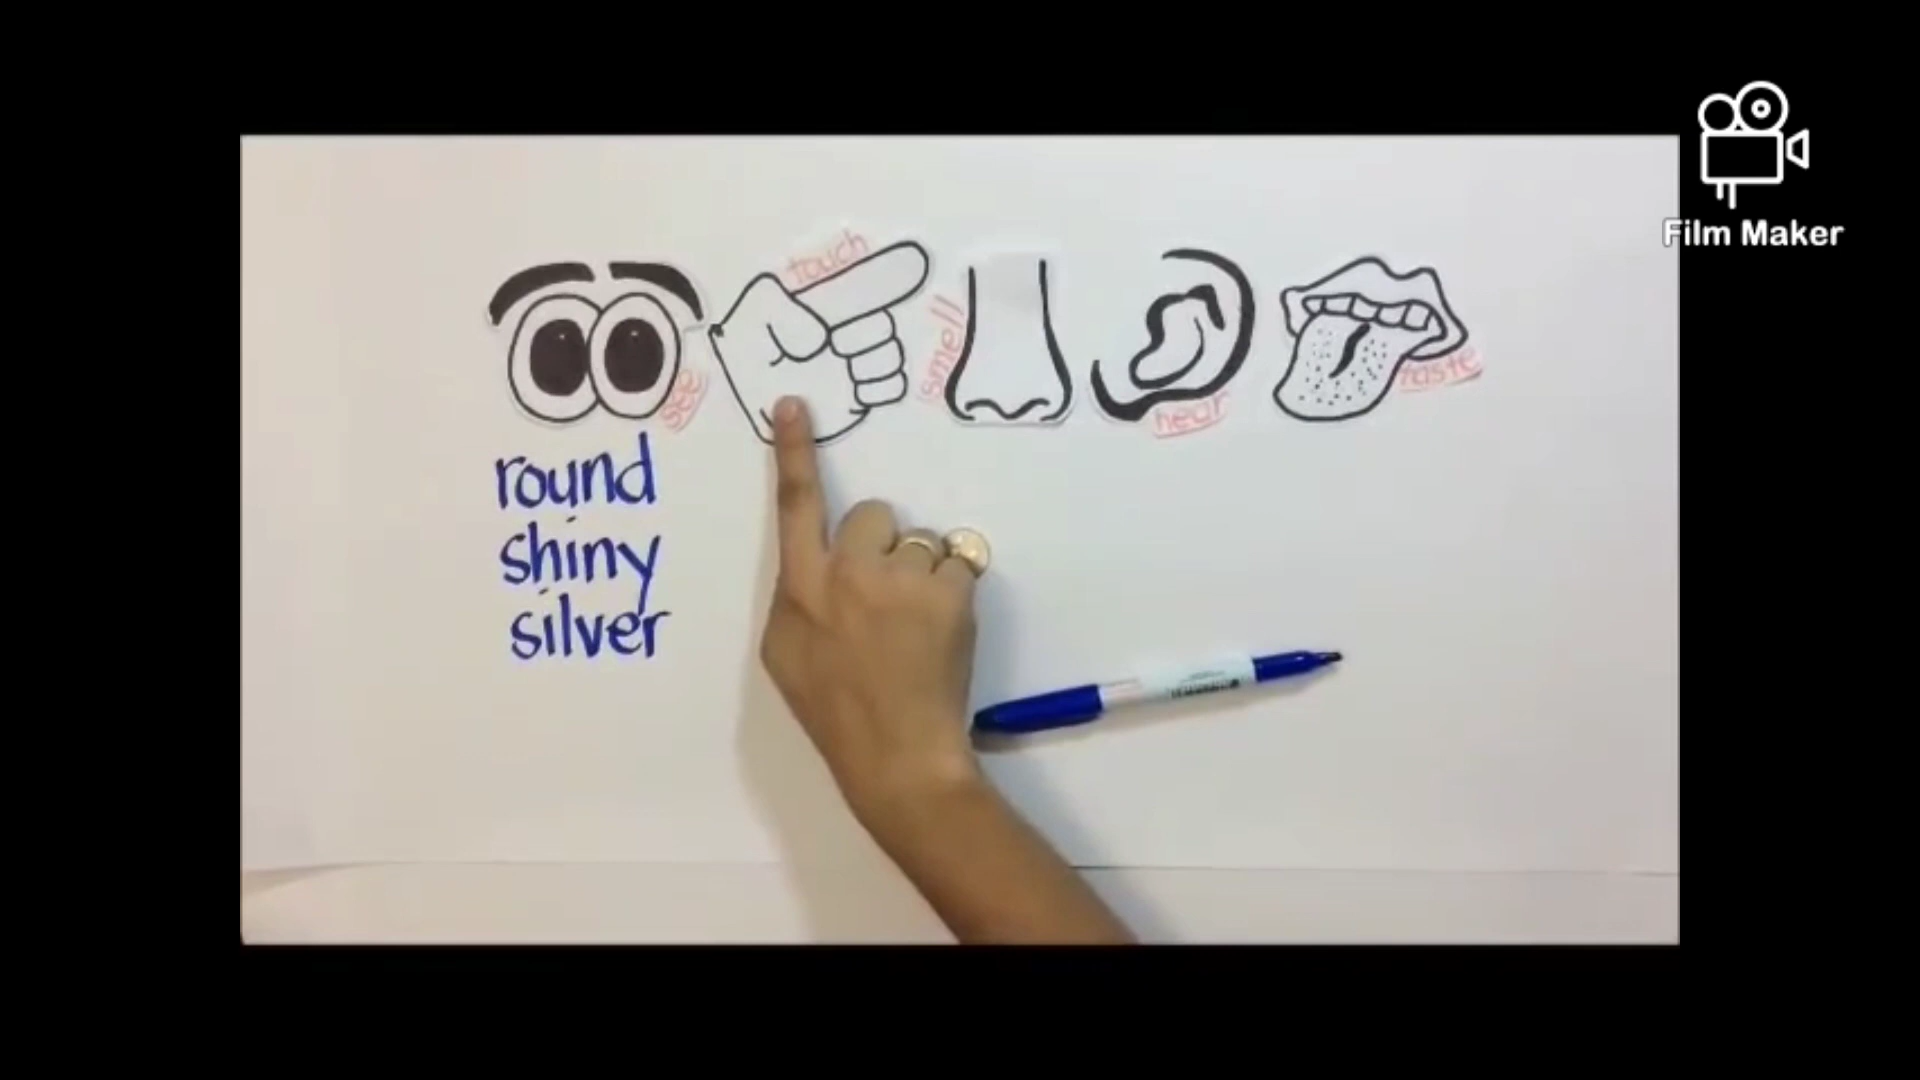 touch
see
smell
hear
taste
round
shiny
silver
Film Maker